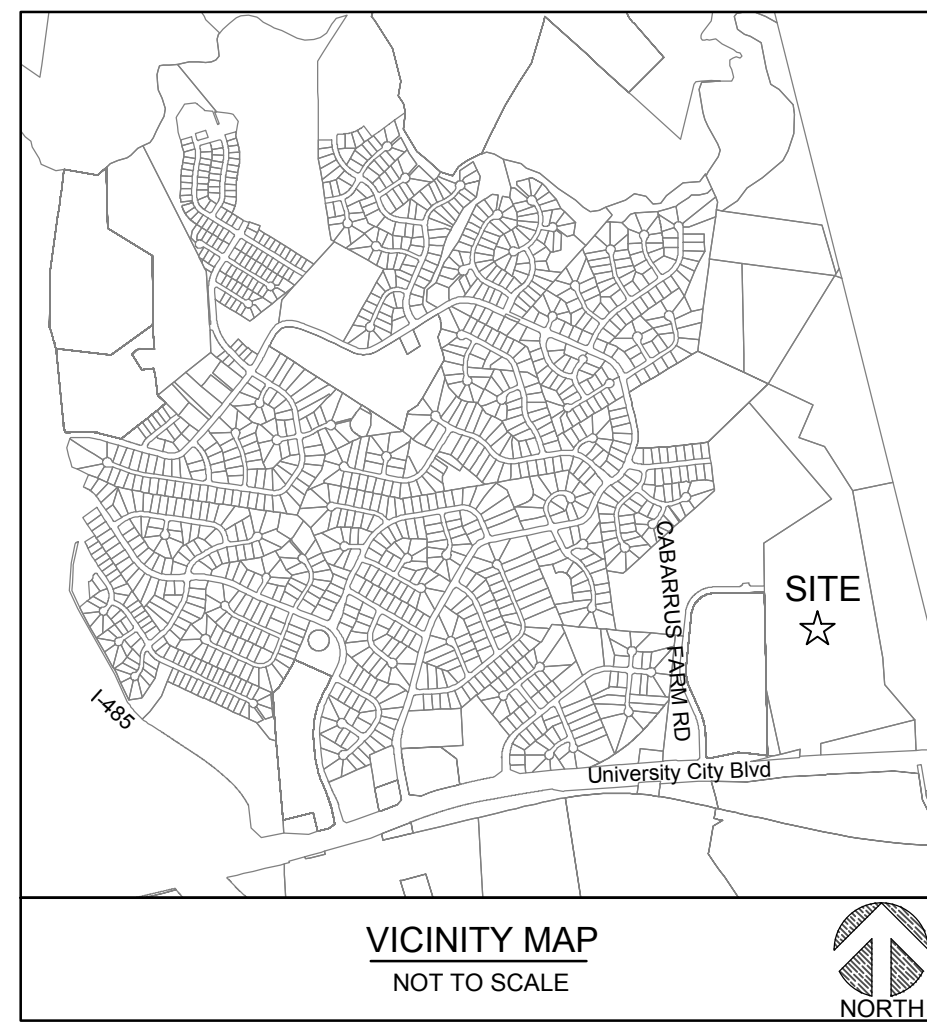 CABARRUS FARM RD
SITE
I-485
University City Blvd
VICINITY MAP
NOT TO SCALE
NORTH